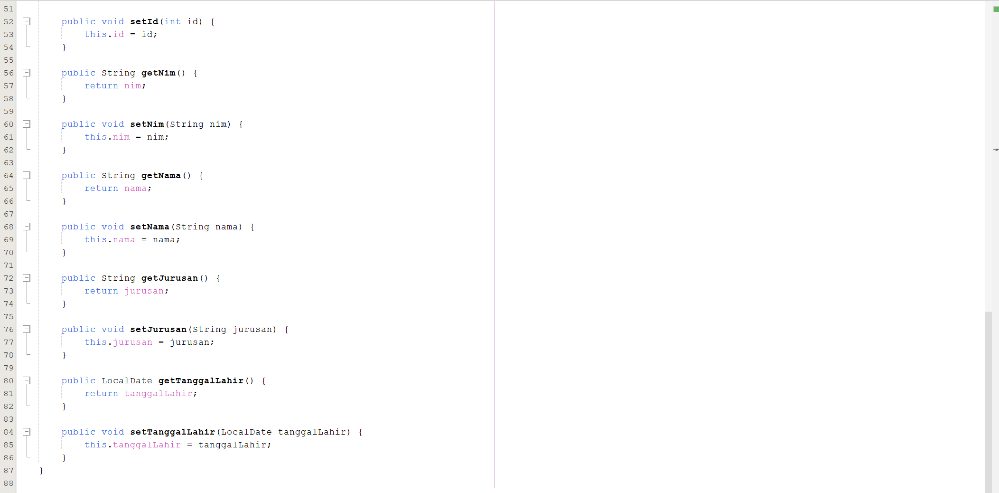 51
52 public void setId(int id) {
53 this.id = id;
54 }
55
56 public String getNim() {
57 return nim;
58 }
59
60 public void setNim(String nim) {
61 this.nim = nim;
62 }
63
64 public String getNama() {
65 return nama;
66 }
67
68 public void setNama(String nama) {
69 this.nama = nama;
70 }
71
72 public String getJurusan() {
73 return jurusan;
74 }
75
76 public void setJurusan(String jurusan) {
77 this.jurusan = jurusan;
78 }
79
80 public LocalDate getTanggalLahir() {
81 return tanggalLahir;
82 }
83
84 public void setTanggalLahir(LocalDate tanggalLahir) {
85 this.tanggalLahir = tanggalLahir;
86 }
87 }
88